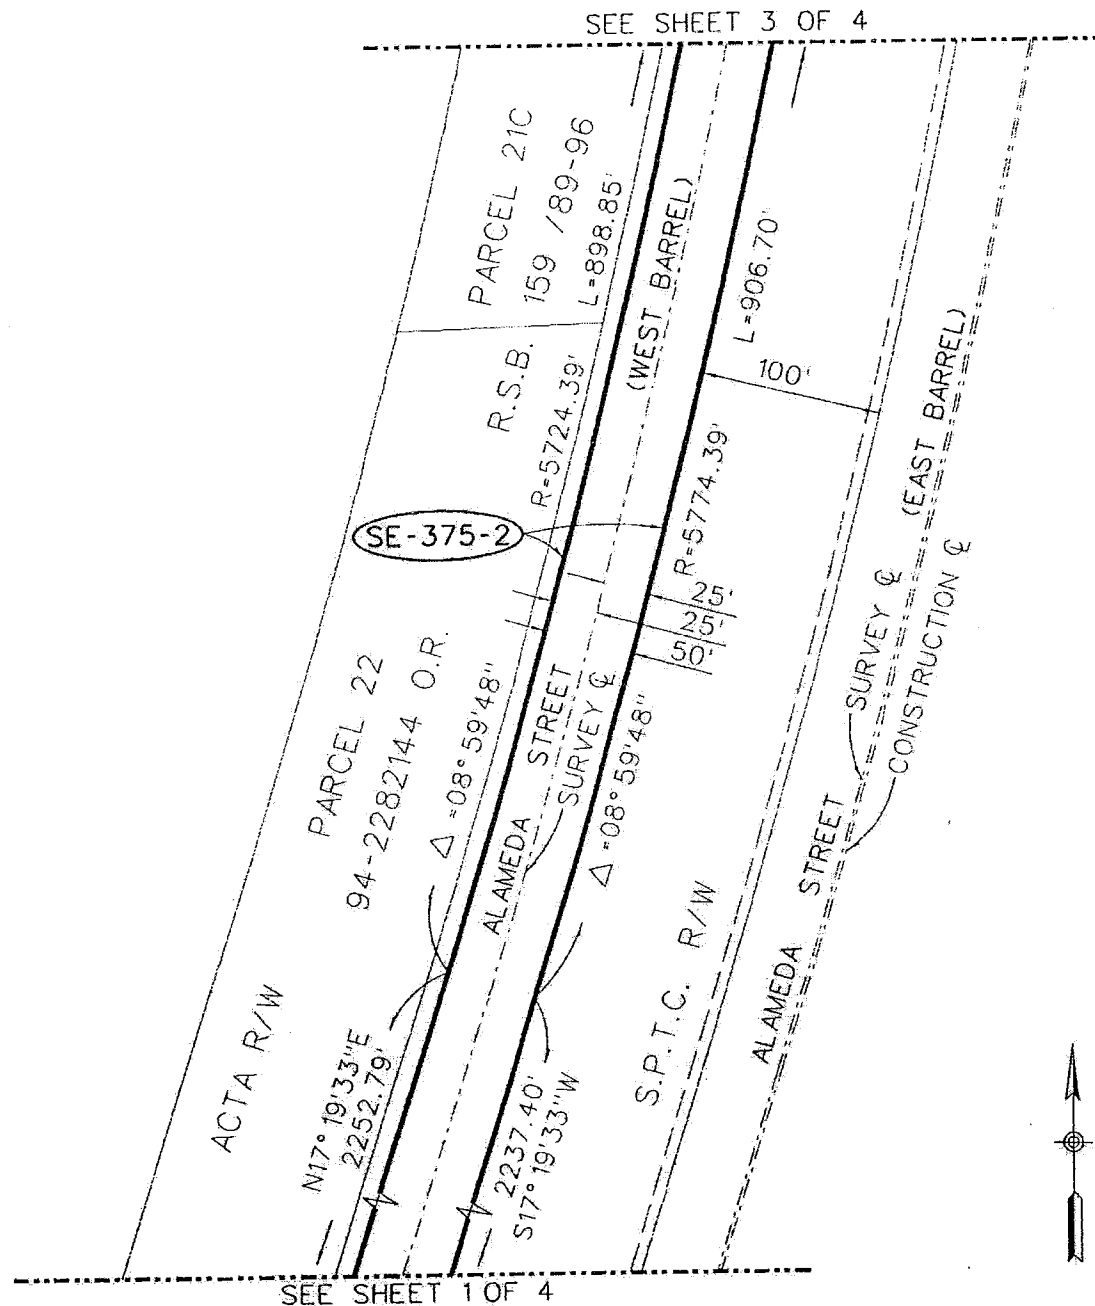 SEE SHEET 3 OF 4
PARCEL 21C
159 /89-96
L=898.85'
R.S.B.
R=5724.39'
(WEST BARREL)
L=906.70'
100'
R=5774.39'
(EAST BARREL)
SE-375-2
25'
25'
50'
SURVEY ℄
CONSTRUCTION ℄
PARCEL 22
94-2282144 O.R.
Δ =08° 59'48"
ALAMEDA STREET
SURVEY ℄
Δ =08° 59'48"
S.P.T.C. R/W
ALAMEDA STREET
ACTA R/W
N17° 19'33"E
2252.79'
2237.40'
S17° 19'33"W
SEE SHEET 1 OF 4